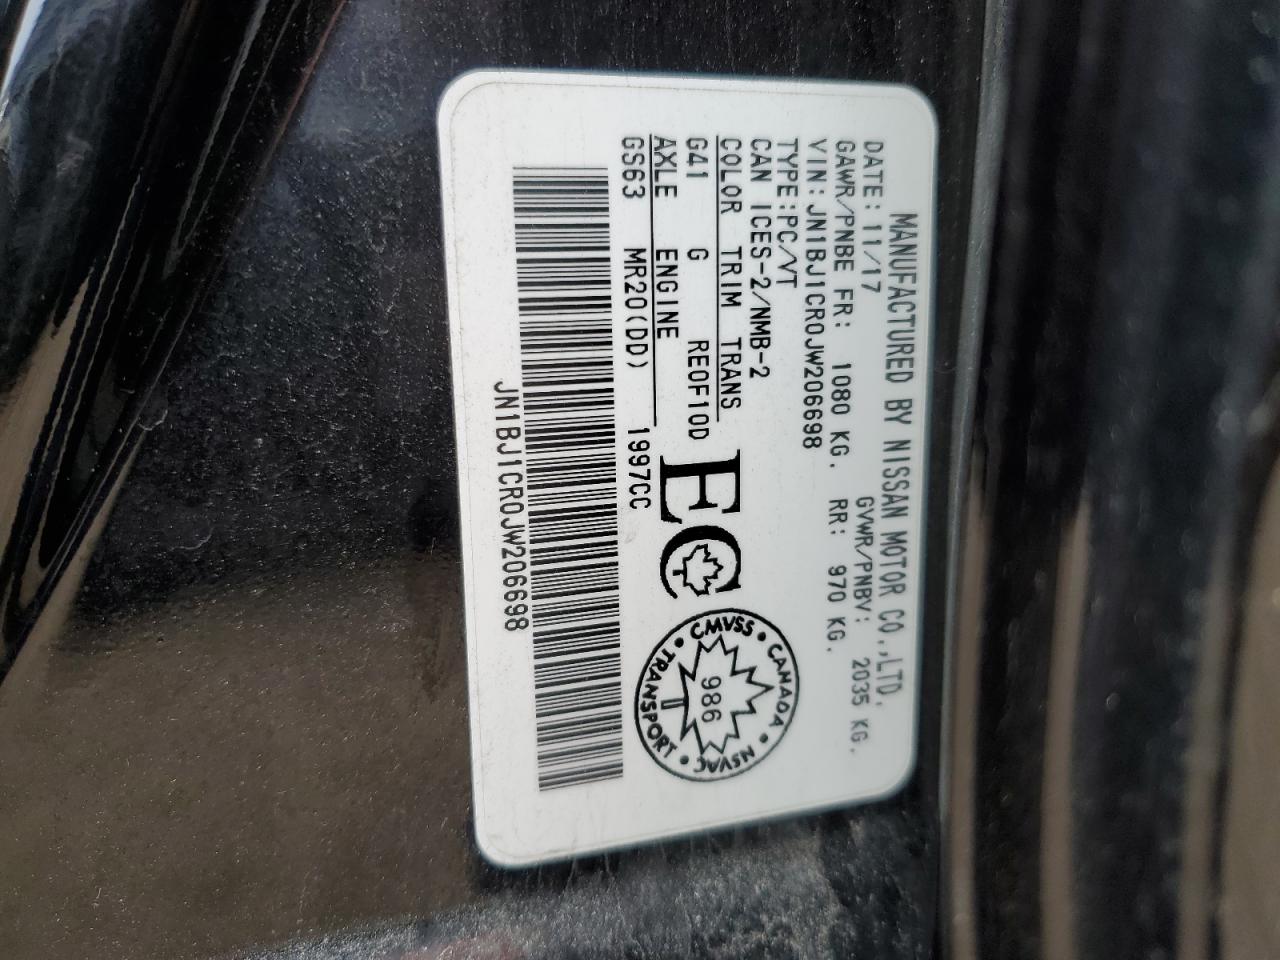 MANUFACTURED BY NISSAN MOTOR CO.,LTD.
DATE: 11/17 GVWR/PNBV: 2035 KG.
GAWR/PNBE FR: 1080 KG. RR: 970 KG.
VIN:JN1BJ1CR0JW206698
TYPE:PC/VT
CAN ICES-2/NMB-2
COLOR TRIM TRANS
G41 G RE0F10D
AXLE ENGINE
GS63 MR20(DD) 1997CC
EC
CMVSS • CANADA • NSVAC • TRANSPORT •
986
JN1BJ1CR0JW206698